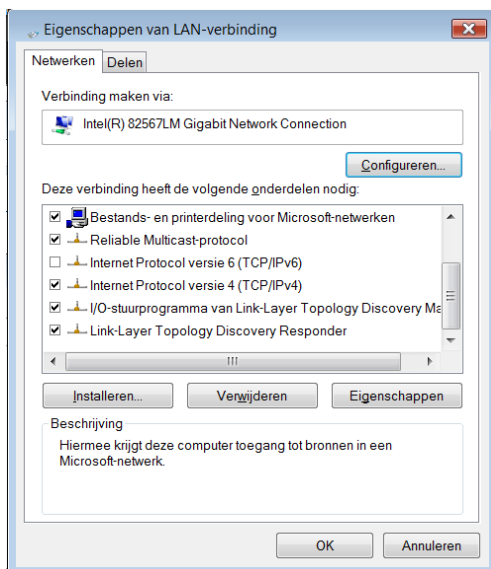 Eigenschappen van LAN-verbinding
Netwerken Delen
Verbinding maken via:
Intel(R) 82567LM Gigabit Network Connection
Configureren...
Deze verbinding heeft de volgende onderdelen nodig:
Bestands- en printerdeling voor Microsoft-netwerken
Reliable Multicast-protocol
Internet Protocol versie 6 (TCP/IPv6)
Internet Protocol versie 4 (TCP/IPv4)
I/O-stuurprogramma van Link-Layer Topology Discovery Ma
Link-Layer Topology Discovery Responder
Installeren... Verwijderen Eigenschappen
Beschrijving
Hiermee krijgt deze computer toegang tot bronnen in een
Microsoft-netwerk.
OK Annuleren